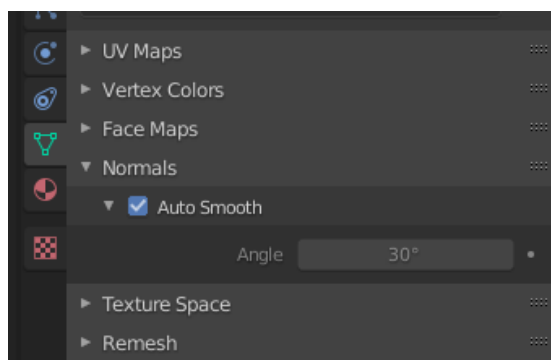 UV Maps
Vertex Colors
Face Maps
Normals
Auto Smooth
Angle 30°
Texture Space
Remesh